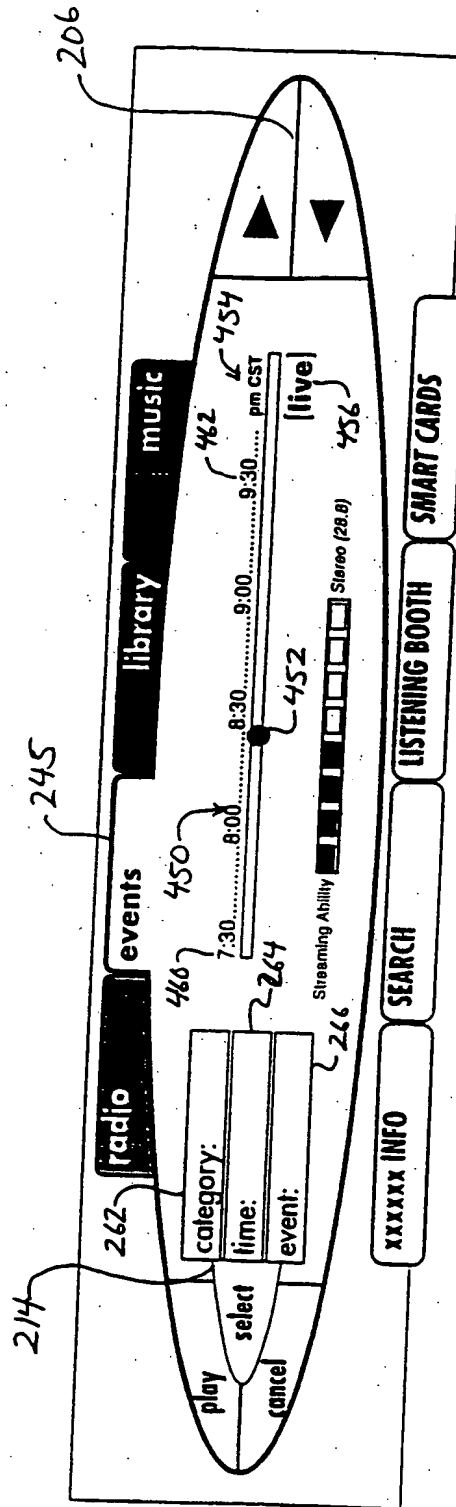 245
206
radio
events
library
music
214
262
460
450
462
454
play
select
cancel
category:
time:
event:
7:30........8:00........8:30........9:00........9:30..... pm CST
264
452
[live]
456
Streaming Ability
Stereo (28.8)
266
xxxxxx INFO
SEARCH
LISTENING BOOTH
SMART CARDS